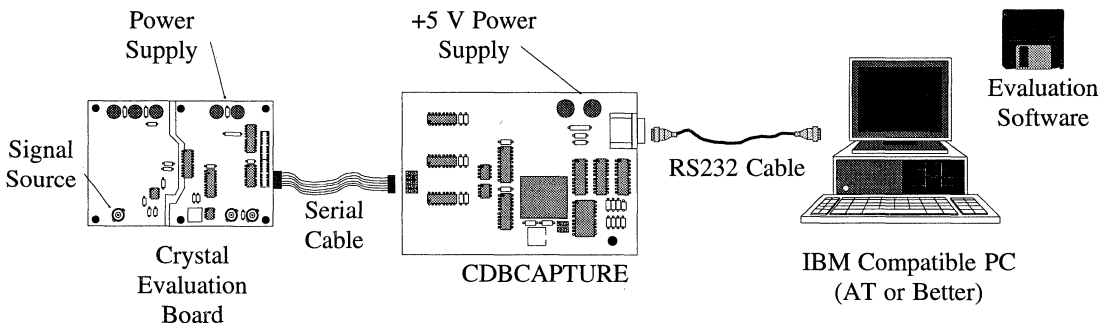 Power
Supply
+5 V Power
Supply
Evaluation
Software
Signal
Source
RS232 Cable
Serial
Cable
Crystal
Evaluation
Board
CDBCAPTURE
IBM Compatible PC
(AT or Better)